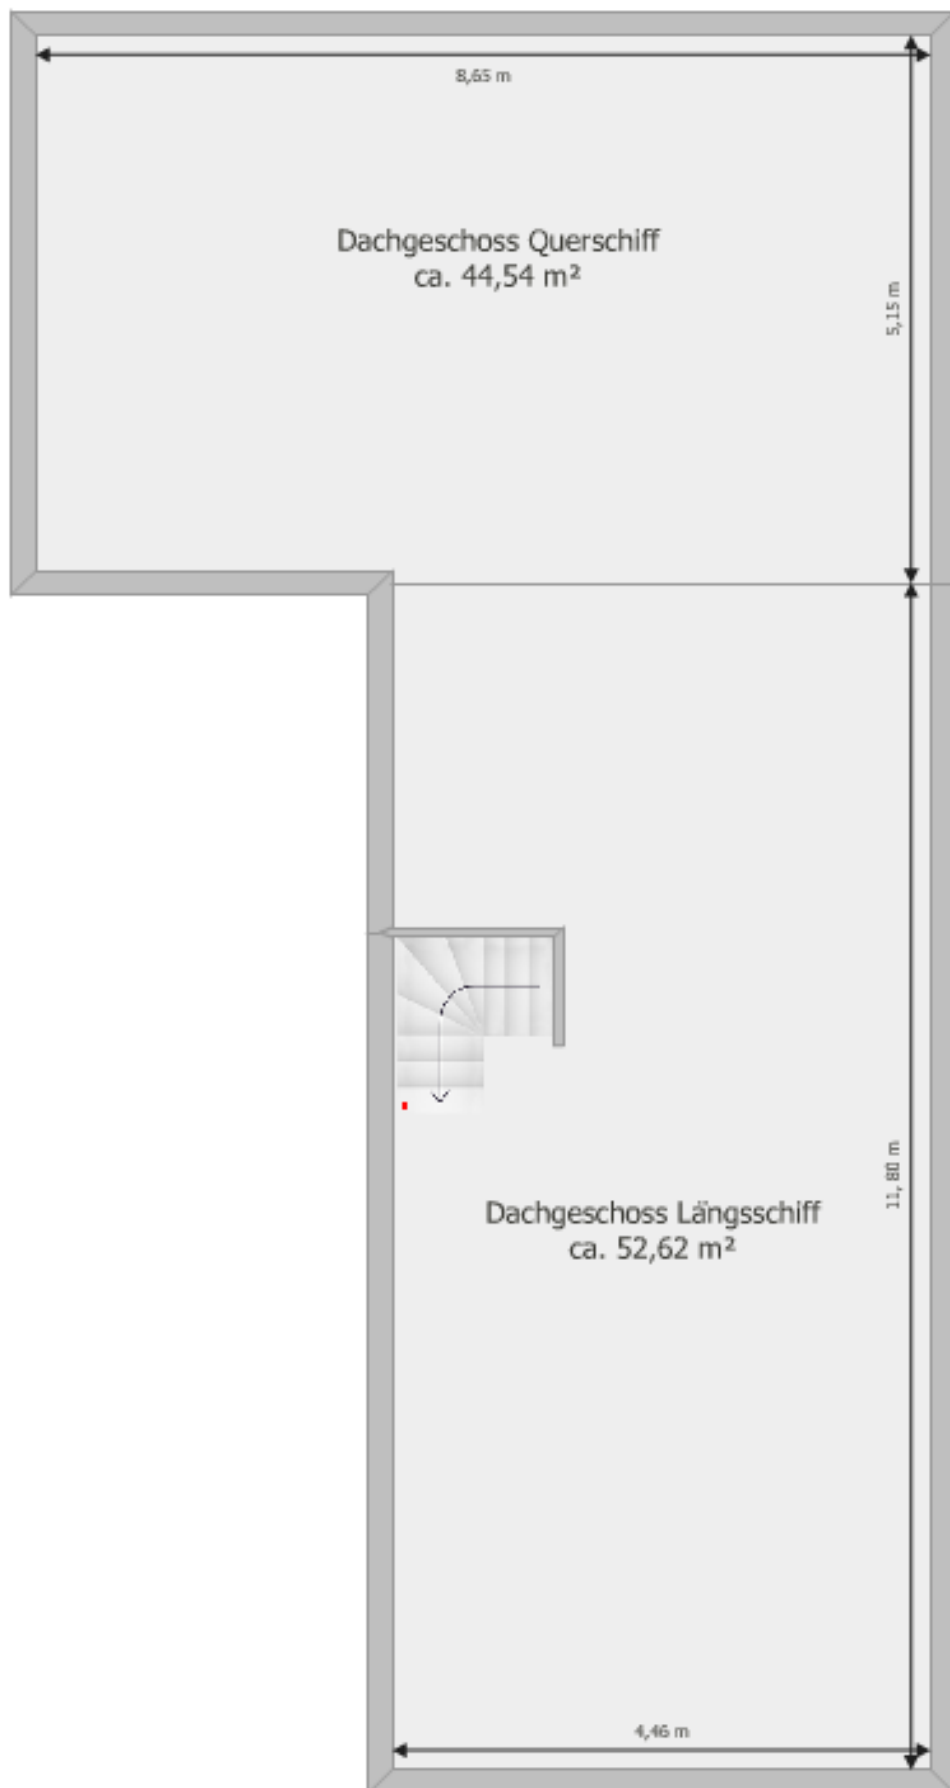 8,65 m
Dachgeschoss Querschiff
ca. 44,54 m²
5,15 m
11,80 m
Dachgeschoss Längsschiff
ca. 52,62 m²
4,46 m